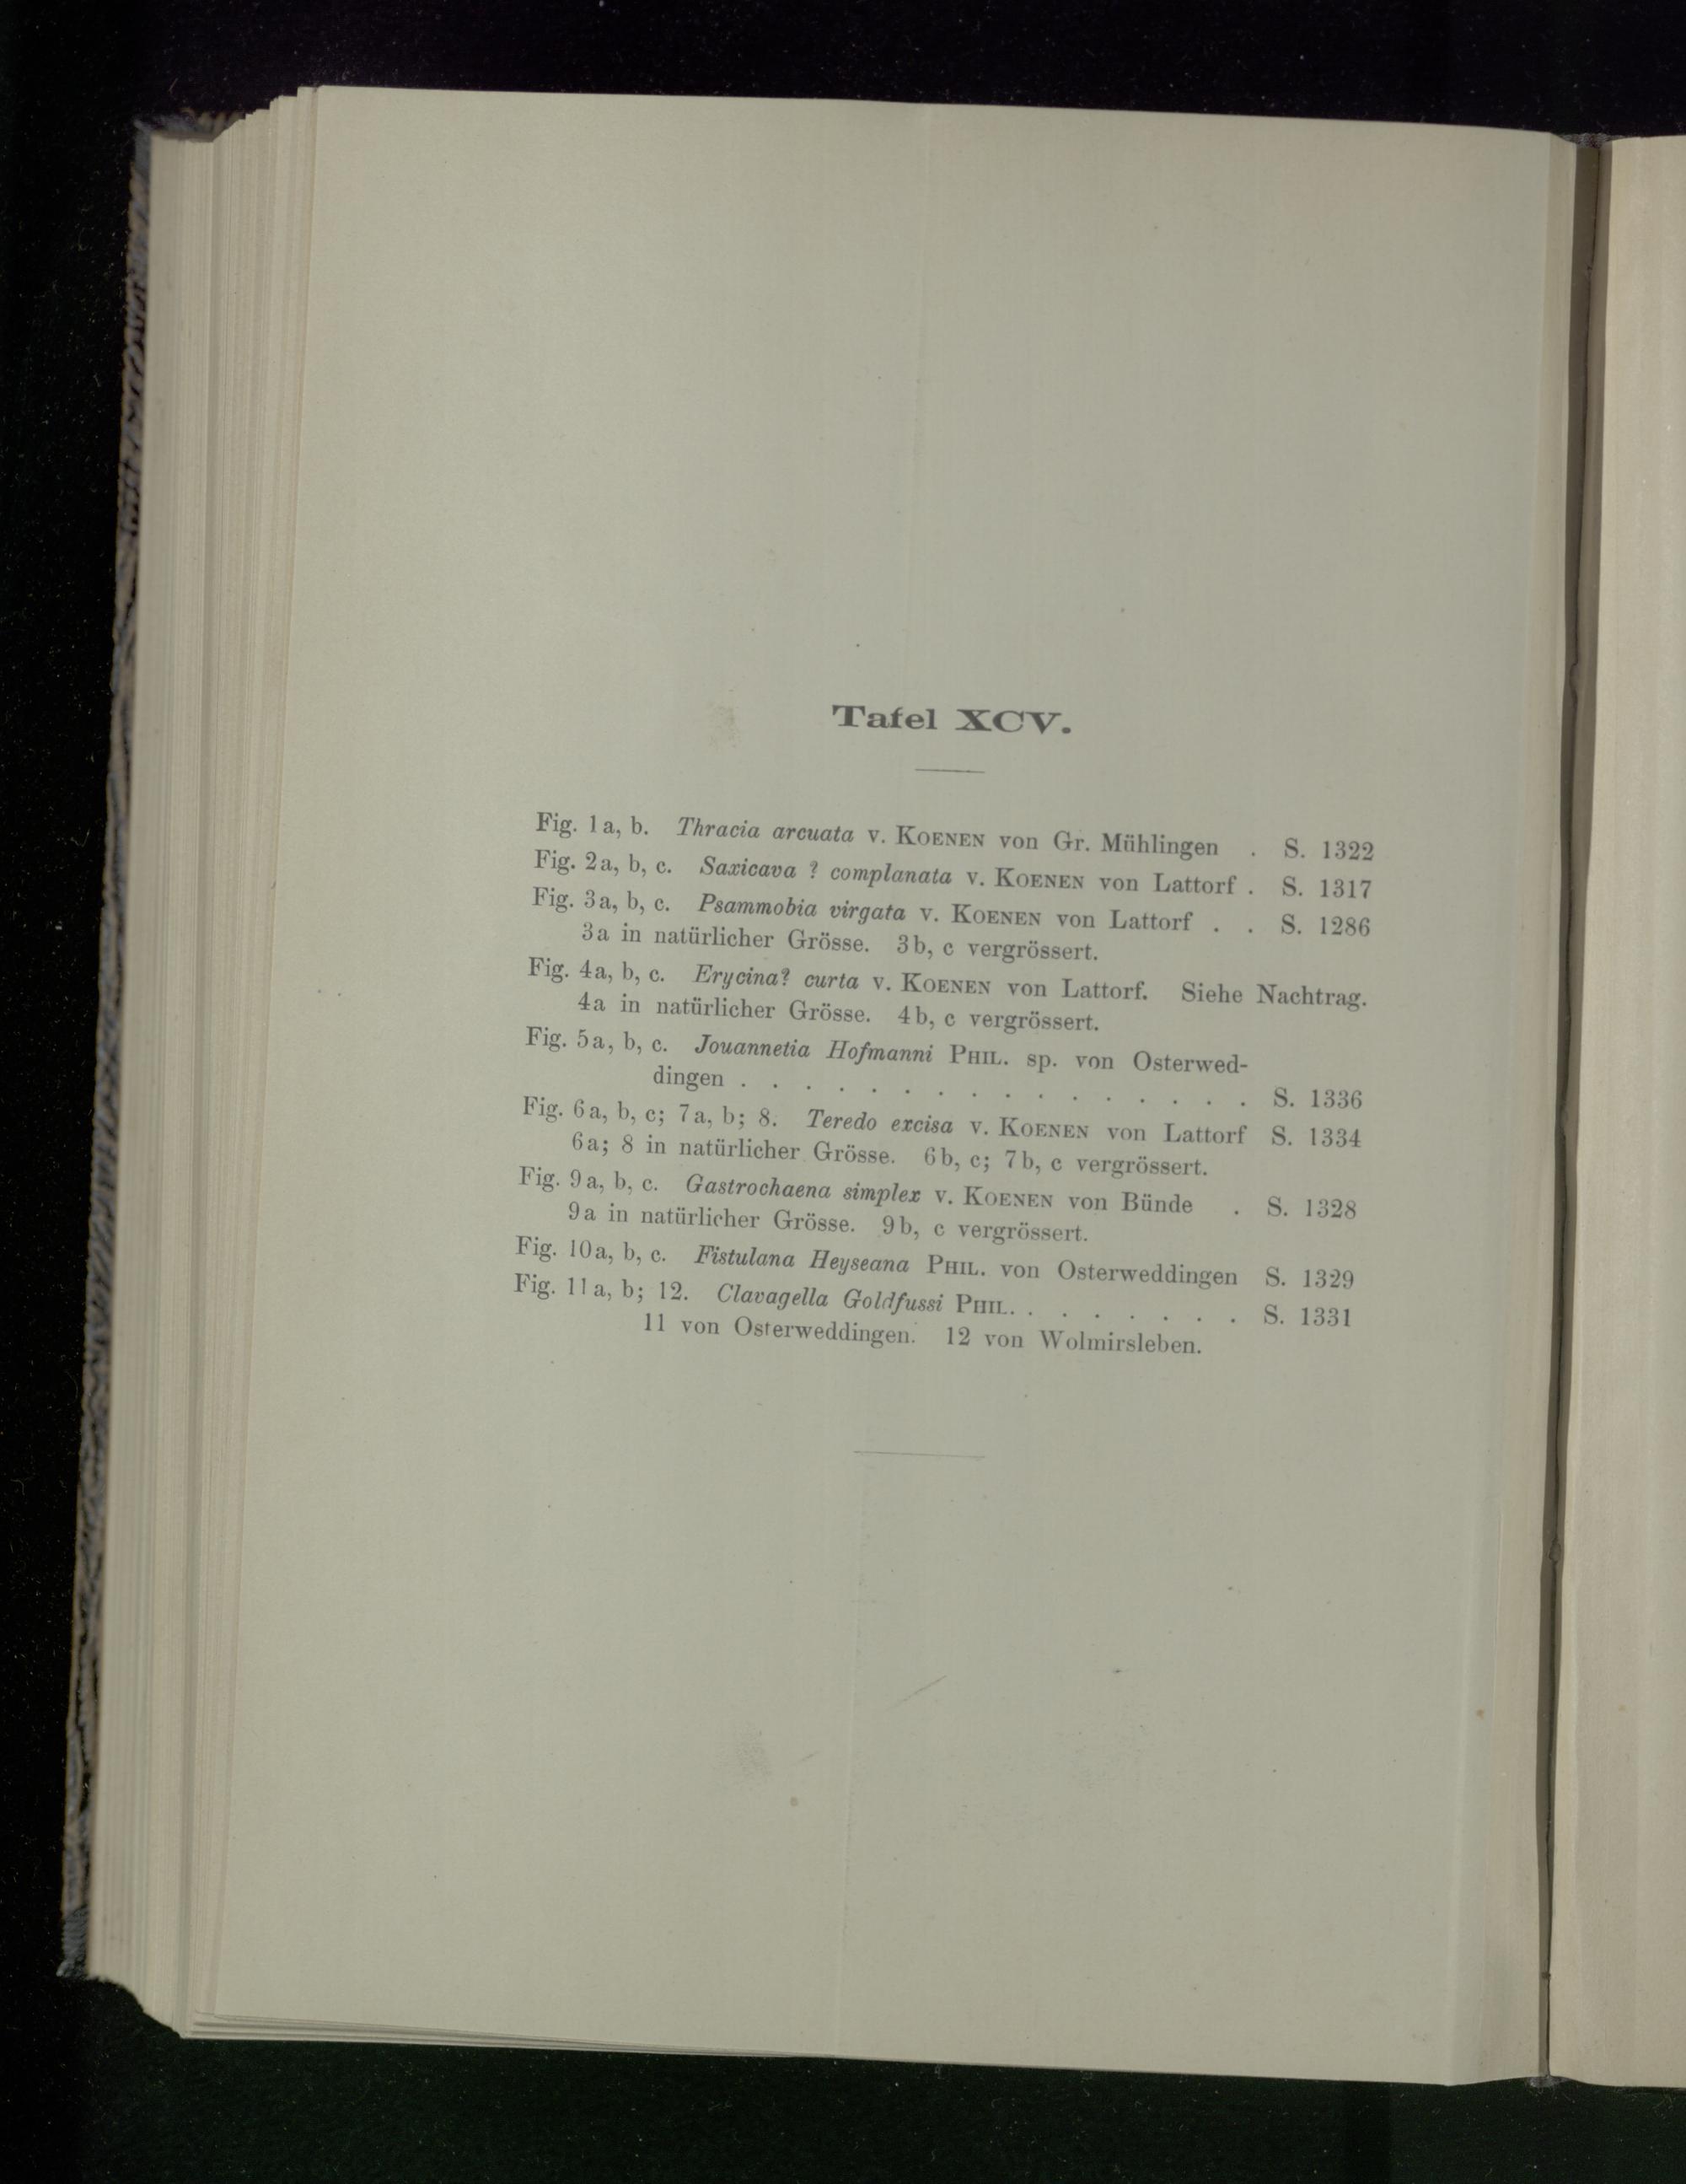 Tafel XCV.
Fig. 1a, b. Thracia arcuata v. KOENEN von Gr. Mühlingen . S. 1322
Fig. 2a, b, c. Saxicava ? complanata v. KOENEN von Lattorf . S. 1317
Fig. 3a, b, c. Psammobia virgata v. KOENEN von Lattorf . . S. 1286
3a in natürlicher Grösse. 3b, c vergrössert.
Fig. 4a, b, c. Erycina? curta v. KOENEN von Lattorf. Siehe Nachtrag.
4a in natürlicher Grösse. 4b, c vergrössert.
Fig. 5a, b, c. Jouannetia Hofmanni PHIL. sp. von Osterwed-
dingen . . . . . . . . . . . . . . . . S. 1336
Fig. 6a, b, c; 7a, b; 8. Teredo excisa v. KOENEN von Lattorf S. 1334
6a; 8 in natürlicher Grösse. 6b, c; 7b, c vergrössert.
Fig. 9a, b, c. Gastrochaena simplex v. KOENEN von Bünde . S. 1328
9a in natürlicher Grösse. 9b, c vergrössert.
Fig. 10a, b, c. Fistulana Heyseana PHIL. von Osterweddingen S. 1329
Fig. 11a, b; 12. Clavagella Goldfussi PHIL. . . . . . . . S. 1331
11 von Osterweddingen. 12 von Wolmirsleben.